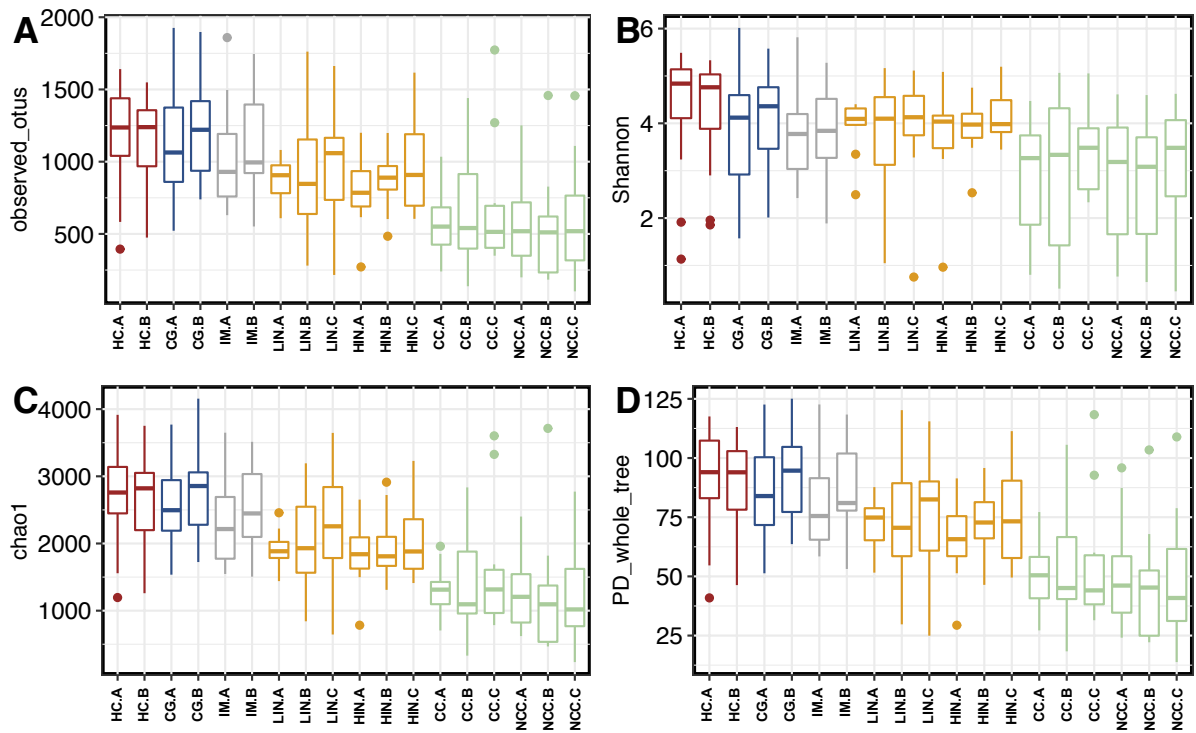 A
observed_otus
2000
1500
1000
500
HC.A HC.B CG.A CG.B IM.A IM.B LIN.A LIN.B LIN.C HIN.A HIN.B HIN.C CC.A CC.B CC.C NCC.A NCC.B NCC.C
B
Shannon
6
4
2
HC.A HC.B CG.A CG.B IM.A IM.B LIN.A LIN.B LIN.C HIN.A HIN.B HIN.C CC.A CC.B CC.C NCC.A NCC.B NCC.C
C
chao1
4000
3000
2000
1000
HC.A HC.B CG.A CG.B IM.A IM.B LIN.A LIN.B LIN.C HIN.A HIN.B HIN.C CC.A CC.B CC.C NCC.A NCC.B NCC.C
D
PD_whole_tree
125
100
75
50
25
HC.A HC.B CG.A CG.B IM.A IM.B LIN.A LIN.B LIN.C HIN.A HIN.B HIN.C CC.A CC.B CC.C NCC.A NCC.B NCC.C